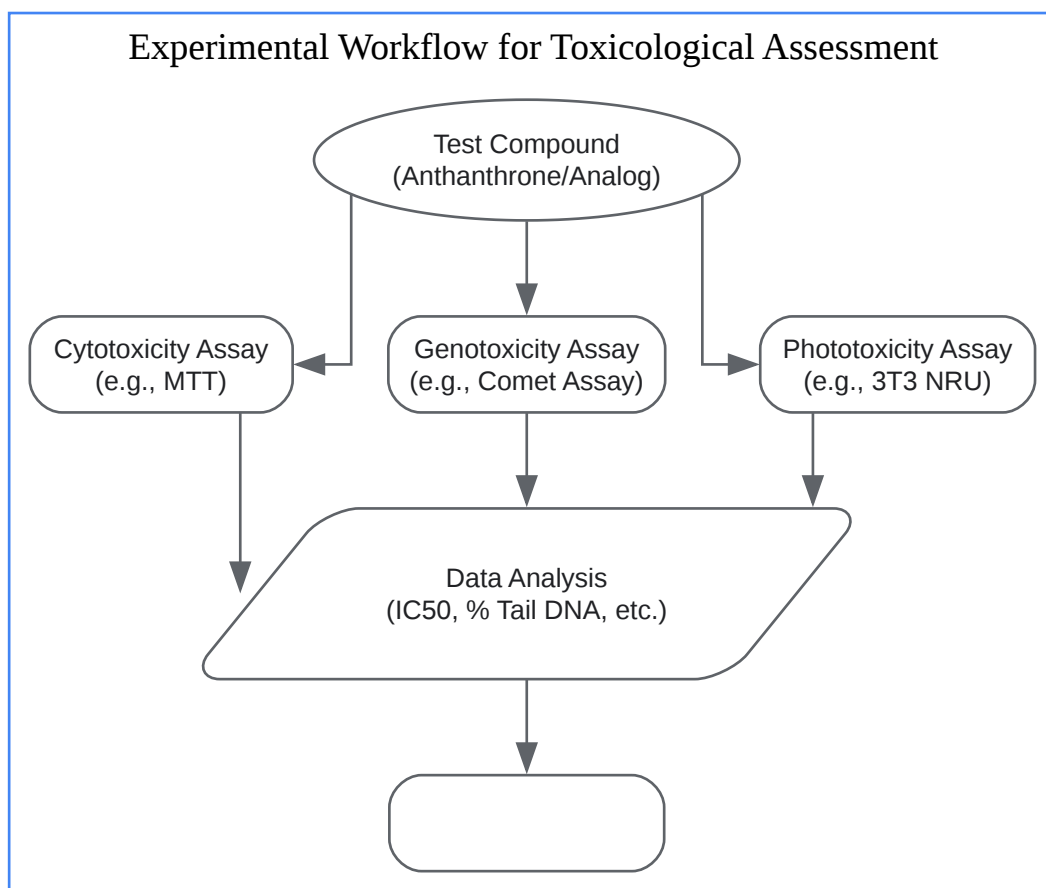 Experimental Workflow for Toxicological Assessment
Test Compound
(Anthanthrone/Analog)
Cytotoxicity Assay
(e.g., MTT)
Genotoxicity Assay
(e.g., Comet Assay)
Phototoxicity Assay
(e.g., 3T3 NRU)
Data Analysis
(IC50, % Tail DNA, etc.)